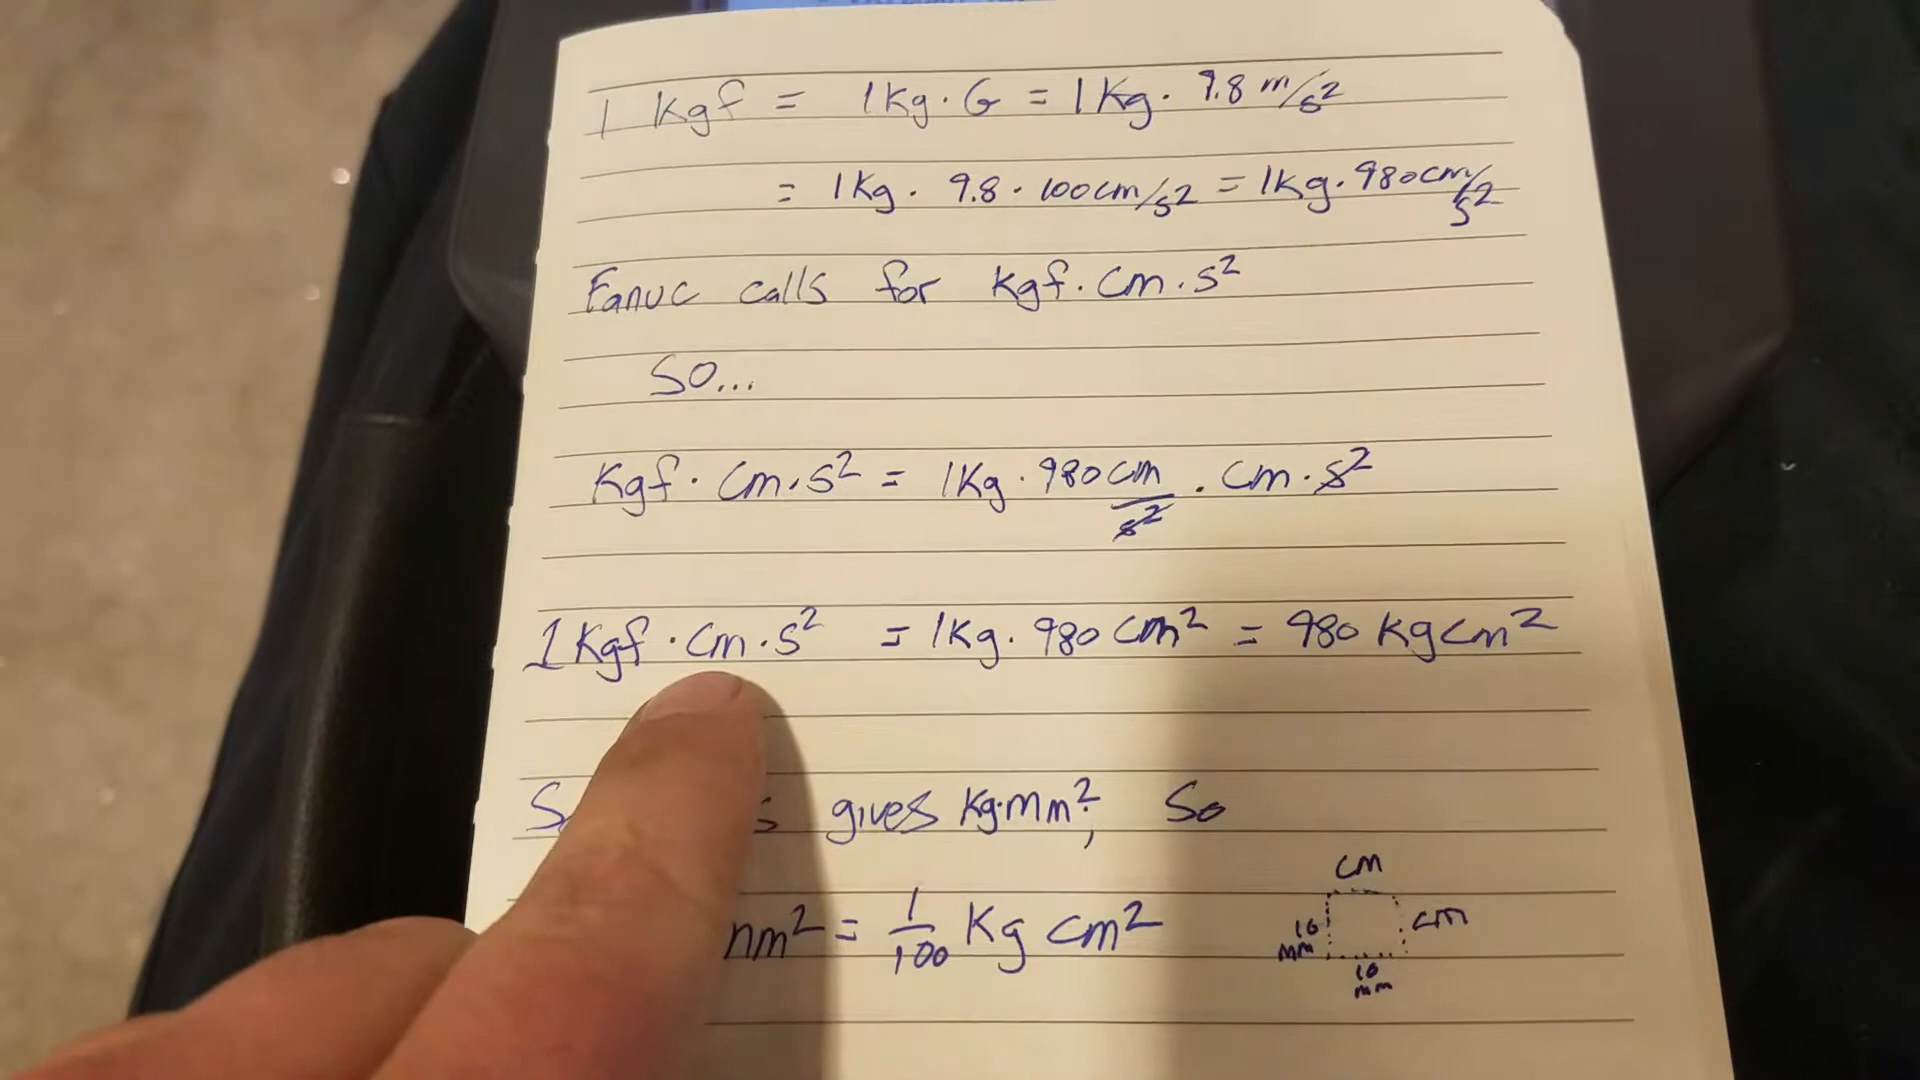 1 kgf = 1kg · G = 1kg · 9.8 m/s²
= 1kg · 9.8 · 100cm/s² = 1kg · 980cm/s²
Fanuc calls for kgf · cm · s²
SO...
kgf · cm · s² = 1kg · 980cm/s² · cm · s²
1 kgf · cm · s² = 1kg · 980 cm² = 980 kgcm²
gives kg·mm², So
cm
= 1/100 kg cm²
cm
10
mm
10
mm